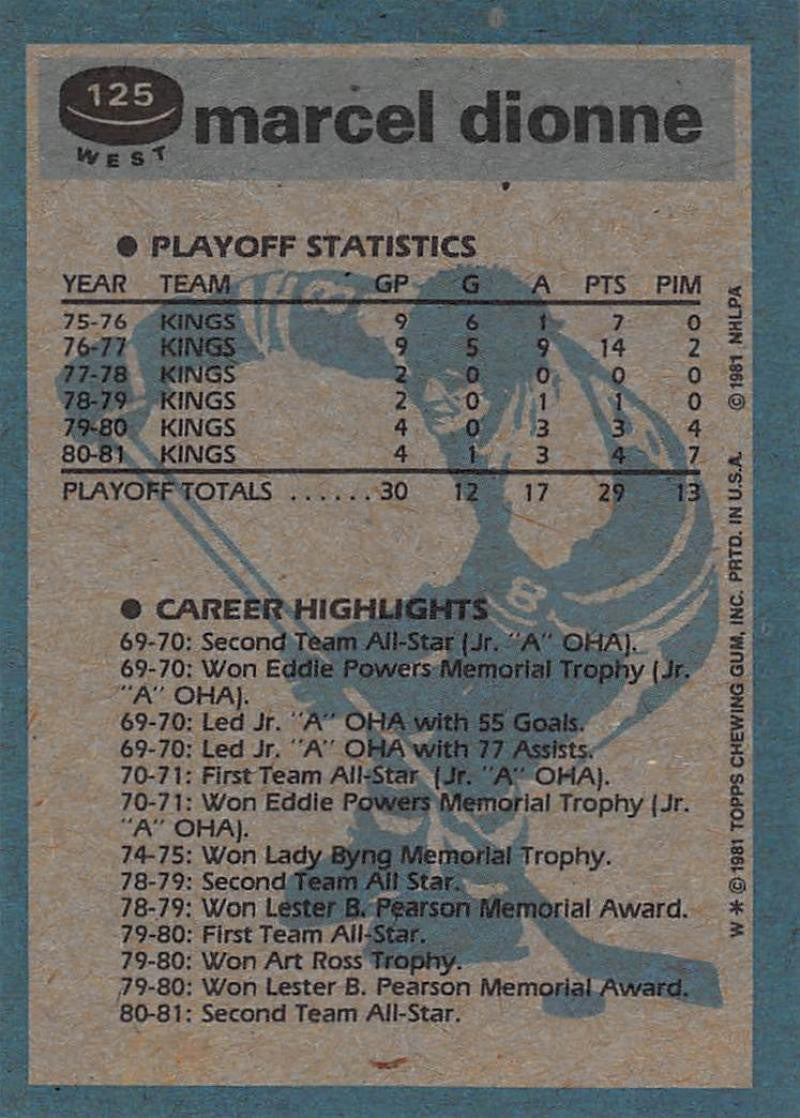 125
WEST
marcel dionne
● PLAYOFF STATISTICS
YEAR TEAM GP G A PTS PIM
75-76 KINGS 9 6 1 7 0
76-77 KINGS 9 5 9 14 2
77-78 KINGS 2 0 0 0 0
78-79 KINGS 2 0 1 1 0
79-80 KINGS 4 0 3 3 4
80-81 KINGS 4 1 3 4 7
PLAYOFF TOTALS ......30 12 17 29 13
● CAREER HIGHLIGHTS
69-70: Second Team All-Star (Jr. "A" OHA).
69-70: Won Eddie Powers Memorial Trophy (Jr.
"A" OHA).
69-70: Led Jr. "A" OHA with 55 Goals.
69-70: Led Jr. "A" OHA with 77 Assists.
70-71: First Team All-Star (Jr. "A" OHA).
70-71: Won Eddie Powers Memorial Trophy (Jr.
"A" OHA).
74-75: Won Lady Byng Memorial Trophy.
78-79: Second Team All Star.
78-79: Won Lester B. Pearson Memorial Award.
79-80: First Team All-Star.
79-80: Won Art Ross Trophy.
79-80: Won Lester B. Pearson Memorial Award.
80-81: Second Team All-Star.
W * © 1981 TOPPS CHEWING GUM, INC. PRTD. IN U.S.A. © 1981 NHLPA
8
8